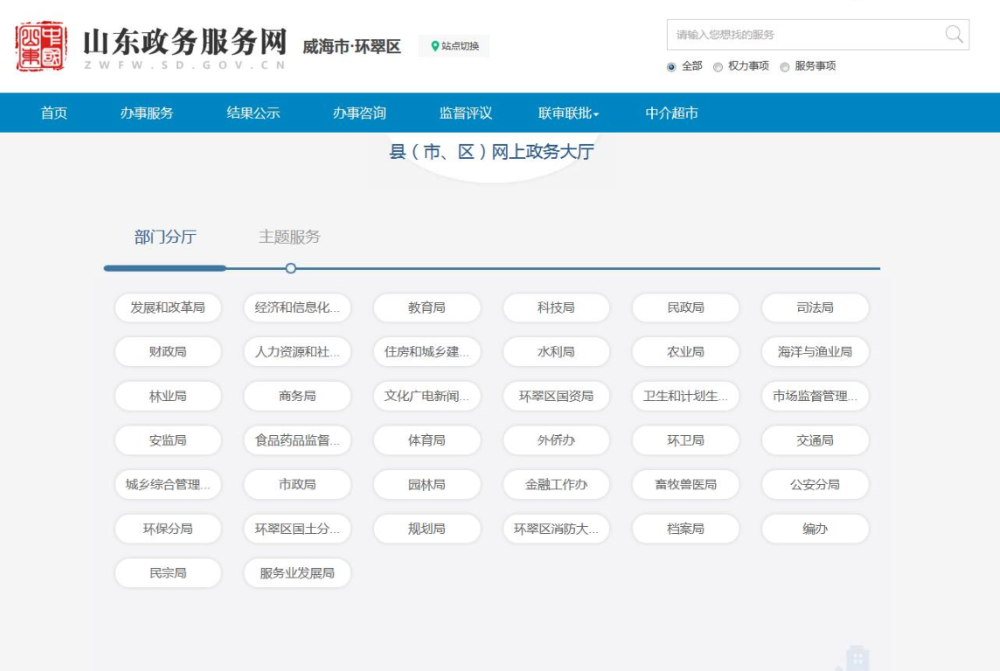 山东政务服务网
ZWFW.SD.GOV.CN
威海市·环翠区
站点切换
请输入您想找的服务
全部 权力事项 服务事项
首页 办事服务 结果公示 办事咨询 监督评议 联审联批 中介超市
县（市、区）网上政务大厅
部门分厅 主题服务
发展和改革局 经济和信息化... 教育局 科技局 民政局 司法局
财政局 人力资源和社... 住房和城乡建... 水利局 农业局 海洋与渔业局
林业局 商务局 文化广电新闻... 环翠区国资局 卫生和计划生... 市场监督管理...
安监局 食品药品监督... 体育局 外侨办 环卫局 交通局
城乡综合管理... 市政局 园林局 金融工作办 畜牧兽医局 公安分局
环保分局 环翠区国土分... 规划局 环翠区消防大... 档案局 编办
民宗局 服务业发展局